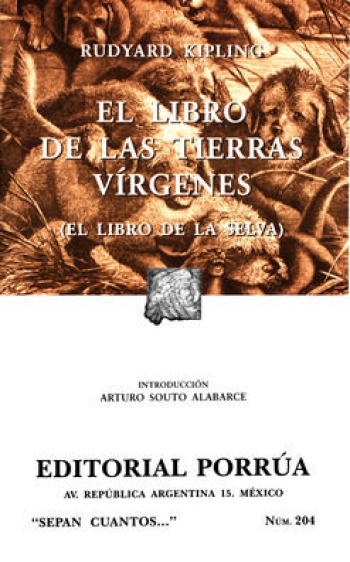 RUDYARD KIPLING
EL LIBRO
DE LAS TIERRAS
VÍRGENES
(EL LIBRO DE LA SELVA)
INTRODUCCIÓN
ARTURO SOUTO ALABARCE
EDITORIAL PORRÚA
AV. REPÚBLICA ARGENTINA 15. MÉXICO
“SEPAN CUANTOS...” NÚM. 204